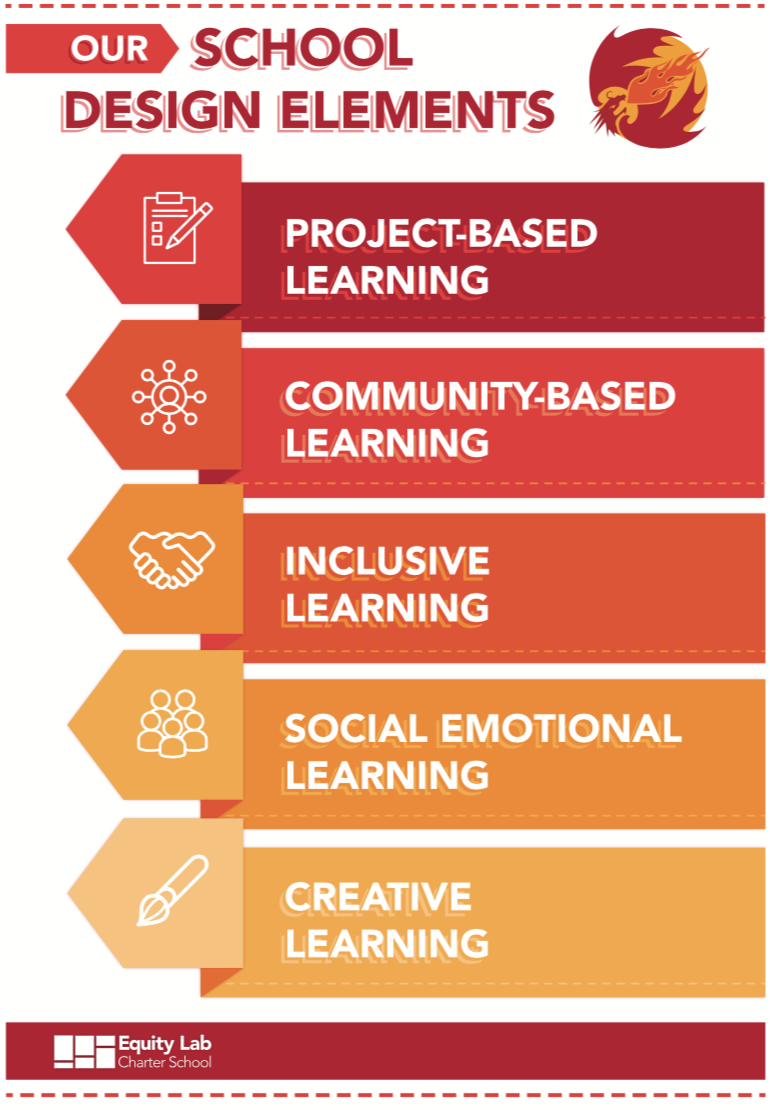 OUR SCHOOL
DESIGN ELEMENTS
PROJECT-BASED
LEARNING
COMMUNITY-BASED
LEARNING
INCLUSIVE
LEARNING
SOCIAL EMOTIONAL
LEARNING
CREATIVE
LEARNING
Equity Lab
Charter School